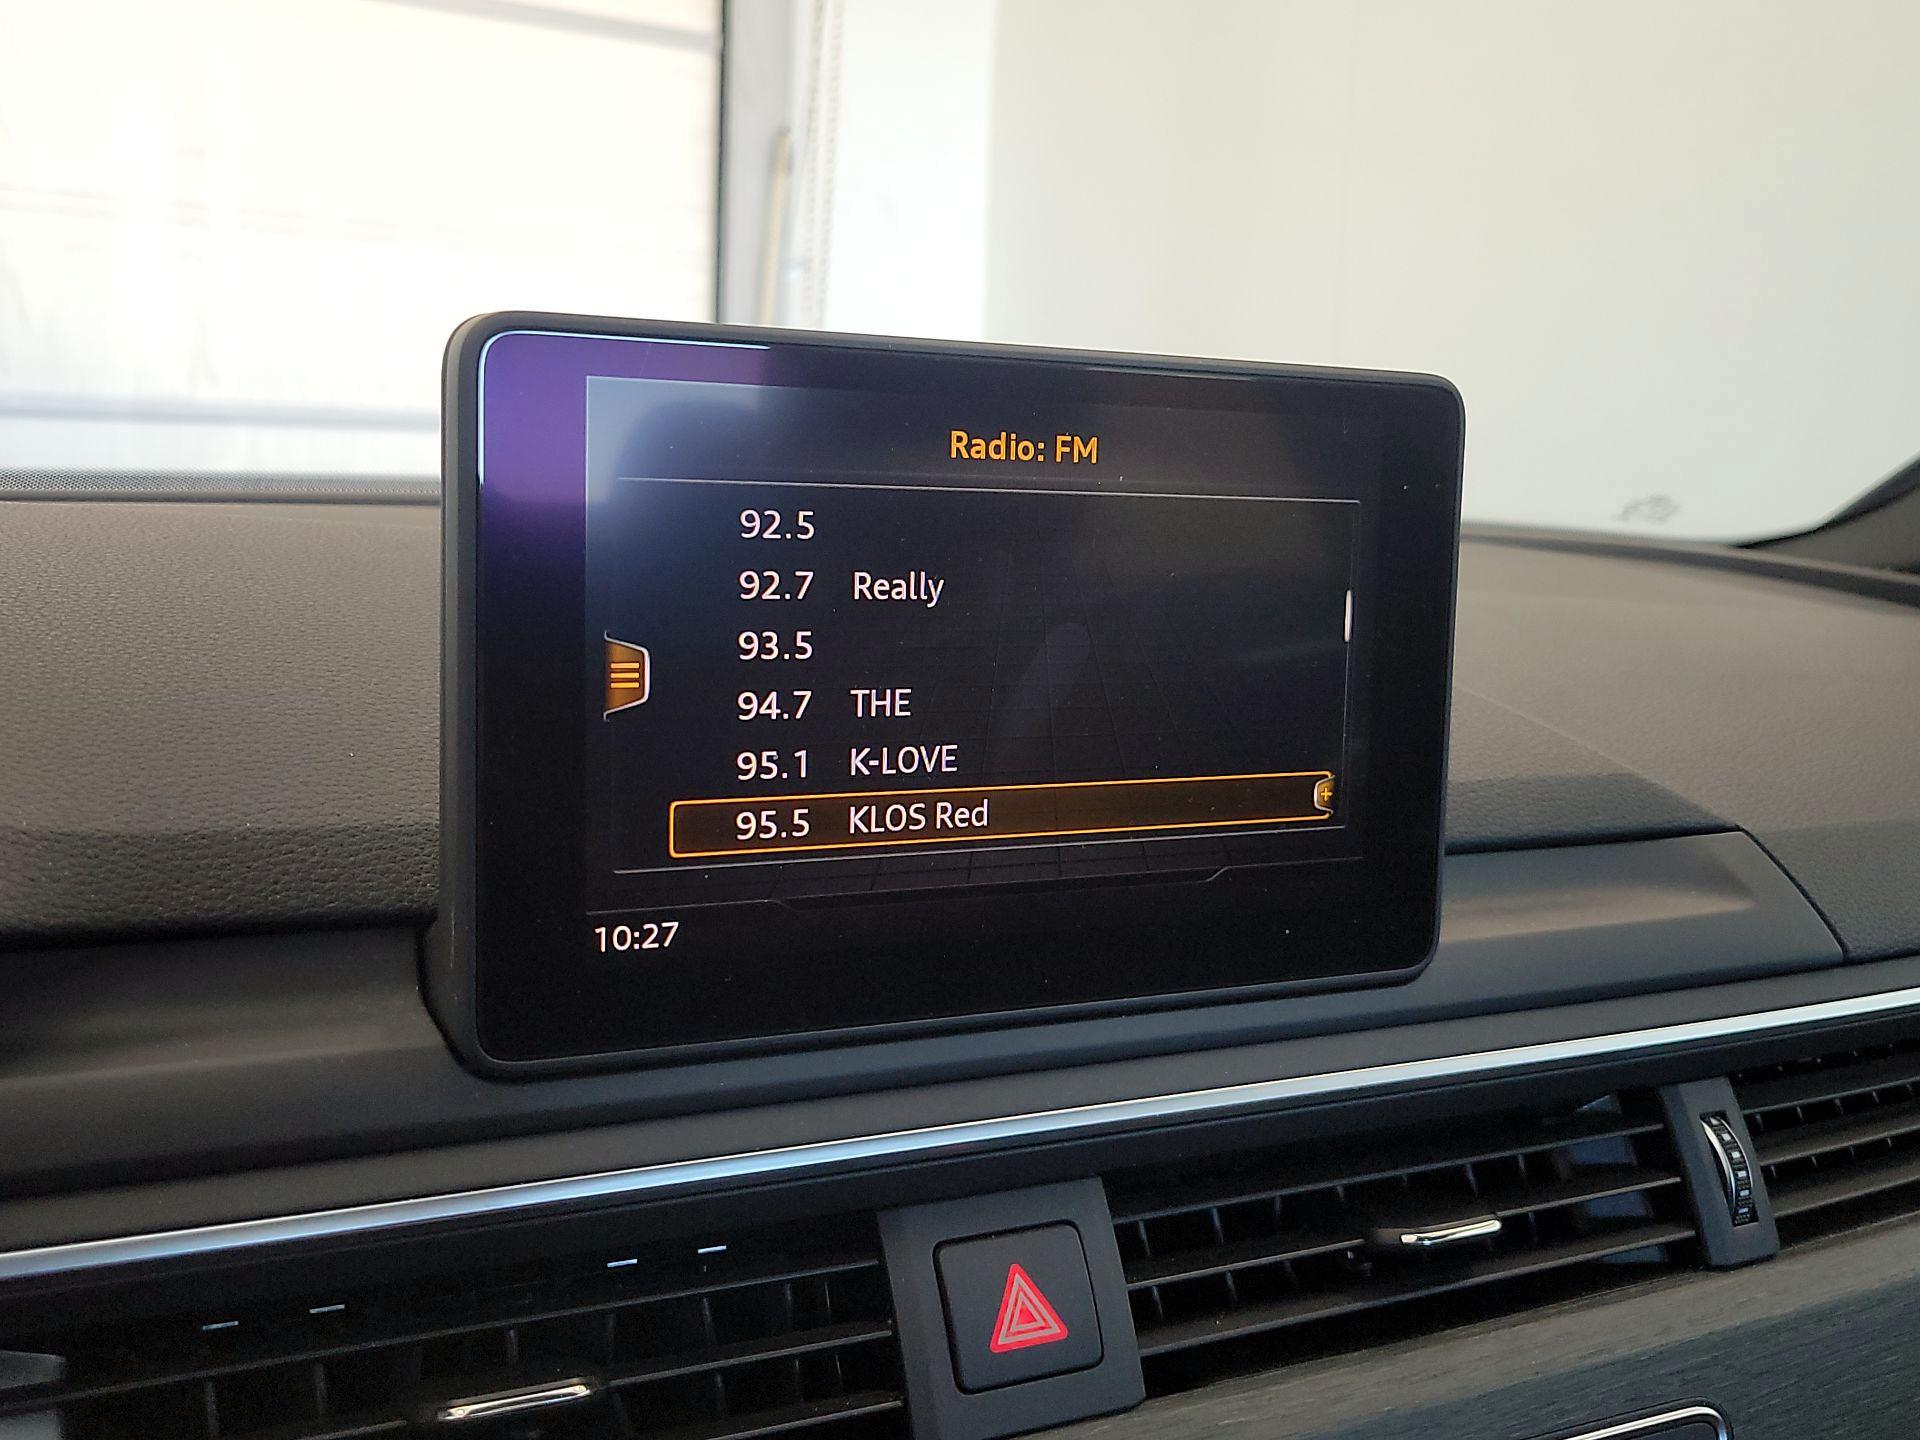 Radio: FM
92.5
92.7 Really
93.5
94.7 THE
95.1 K-LOVE
95.5 KLOS Red
10:27